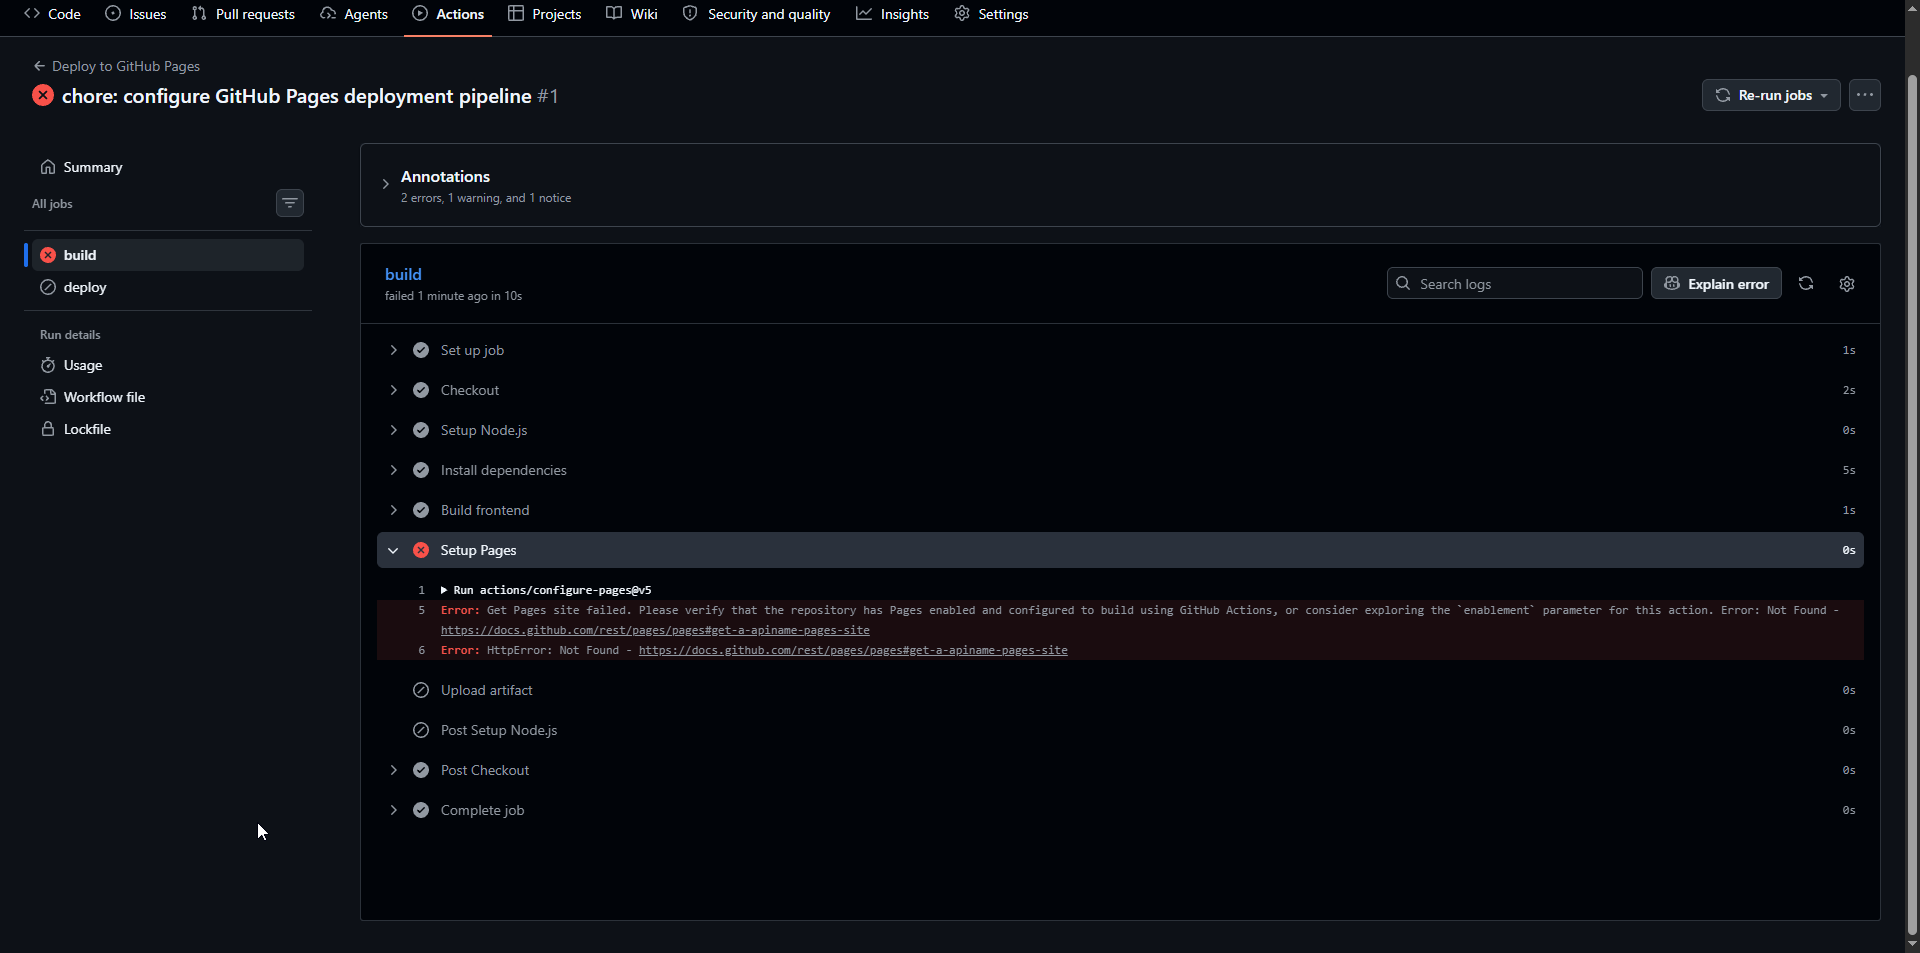 Code Issues Pull requests Agents Actions Projects Wiki Security and quality Insights Settings
Deploy to GitHub Pages
chore: configure GitHub Pages deployment pipeline #1
Re-run jobs
Summary
All jobs
build
deploy
Run details
Usage
Workflow file
Lockfile
Annotations
2 errors, 1 warning, and 1 notice
build
failed 1 minute ago in 10s
Search logs
Explain error
Set up job 1s
Checkout 2s
Setup Node.js 0s
Install dependencies 5s
Build frontend 1s
Setup Pages 0s
1 Run actions/configure-pages@v5
5 Error: Get Pages site failed. Please verify that the repository has Pages enabled and configured to build using GitHub Actions, or consider exploring the `enablement` parameter for this action. Error: Not Found -
https://docs.github.com/rest/pages/pages#get-a-apiname-pages-site
6 Error: HttpError: Not Found - https://docs.github.com/rest/pages/pages#get-a-apiname-pages-site
Upload artifact 0s
Post Setup Node.js 0s
Post Checkout 0s
Complete job 0s